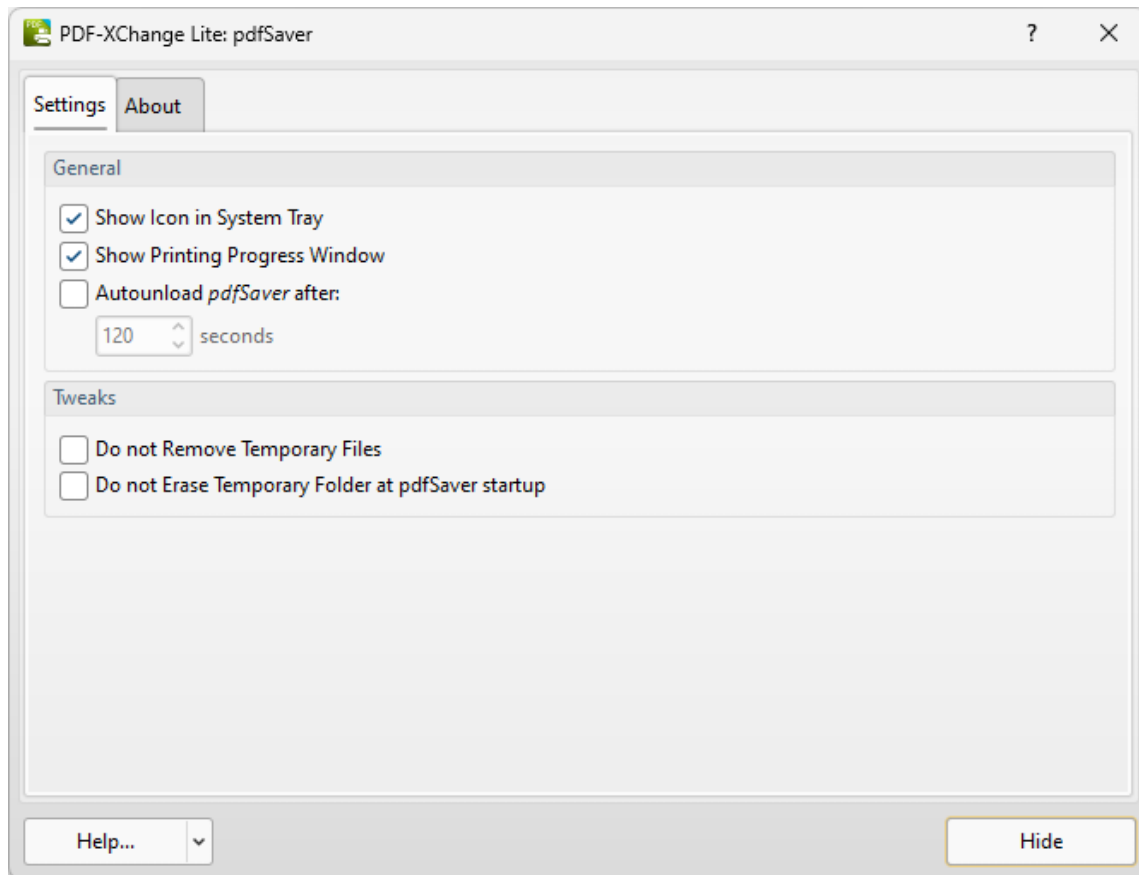 PDF-XChange Lite: pdfSaver
Settings About
General
Show Icon in System Tray
Show Printing Progress Window
Autounload pdfSaver after:
120 seconds
Tweaks
Do not Remove Temporary Files
Do not Erase Temporary Folder at pdfSaver startup
Help... Hide